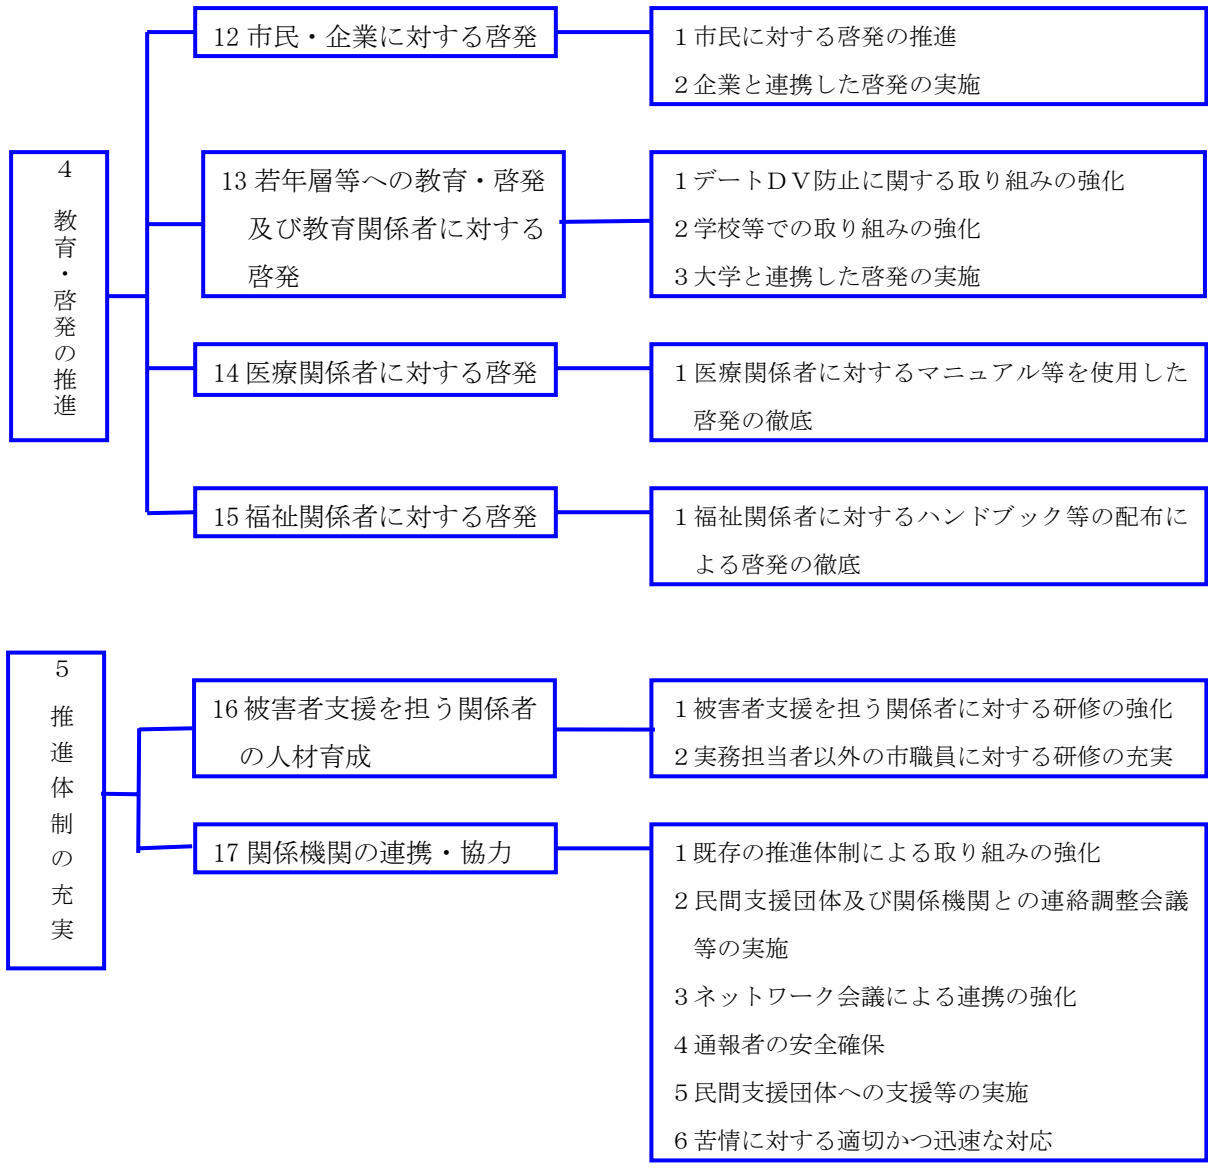 4 教育・啓発の推進
12 市民・企業に対する啓発
1 市民に対する啓発の推進
2 企業と連携した啓発の実施
13 若年層等への教育・啓発
及び教育関係者に対する
啓発
1 デートＤＶ防止に関する取り組みの強化
2 学校等での取り組みの強化
3 大学と連携した啓発の実施
14 医療関係者に対する啓発
1 医療関係者に対するマニュアル等を使用した
啓発の徹底
15 福祉関係者に対する啓発
1 福祉関係者に対するハンドブック等の配布に
よる啓発の徹底
5 推進体制の充実
16 被害者支援を担う関係者
の人材育成
1 被害者支援を担う関係者に対する研修の強化
2 実務担当者以外の市職員に対する研修の充実
17 関係機関の連携・協力
1 既存の推進体制による取り組みの強化
2 民間支援団体及び関係機関との連絡調整会議
等の実施
3 ネットワーク会議による連携の強化
4 通報者の安全確保
5 民間支援団体への支援等の実施
6 苦情に対する適切かつ迅速な対応